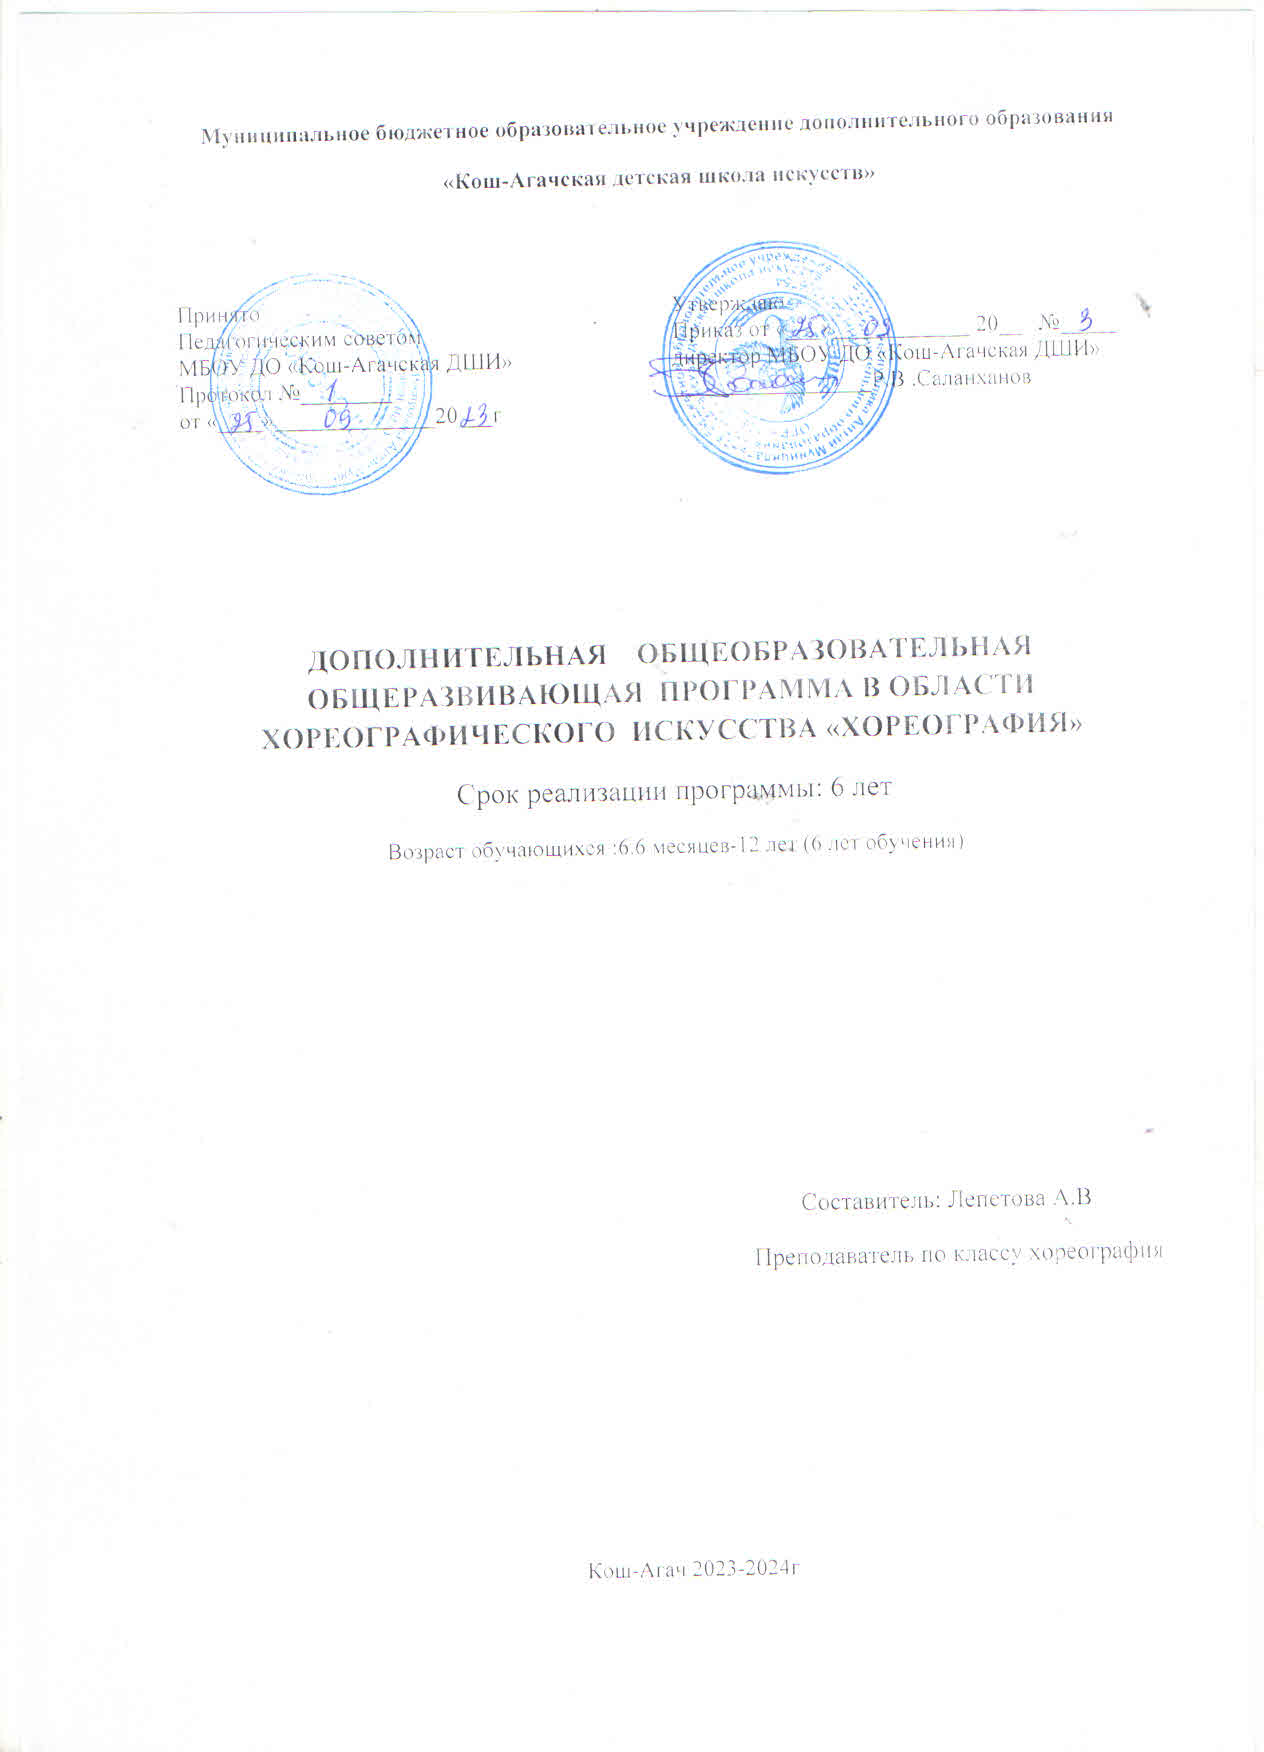 Муниципальное бюджетное образовательное учреждение дополнительного образования
«Кош-Агачская детская школа искусств»
Принято
Педагогическим советом
МБОУ ДО «Кош-Агачская ДШИ»
Протокол № 1
от «25» 09 2023г
Утверждаю
Приказ от «25» 09 20__ № 3
директор МБОУ ДО «Кош-Агачская ДШИ»
Р.В .Саланханов
ДОПОЛНИТЕЛЬНАЯ ОБЩЕОБРАЗОВАТЕЛЬНАЯ
ОБЩЕРАЗВИВАЮЩАЯ ПРОГРАММА В ОБЛАСТИ
ХОРЕОГРАФИЧЕСКОГО ИСКУССТВА «ХОРЕОГРАФИЯ»
Срок реализации программы: 6 лет
Возраст обучающихся :6.6 месяцев-12 лет (6 лет обучения)
Составитель: Лепетова А.В
Преподаватель по классу хореография
Кош-Агач 2023-2024г